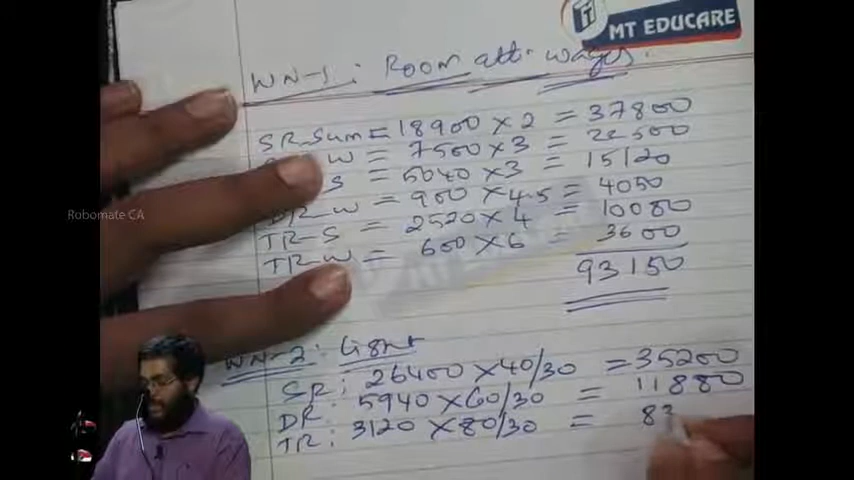 MT EDUCARE
WN-1 : Room att. wages.
SR-Sum = 18900 × 2 = 37800
W = 7500 × 3 = 22500
S = 5040 × 3 = 15120
DR-W = 900 × 4.5 = 4050
TR-S = 2520 × 4 = 10080
TR-W = 600 × 6 = 3600
93150
Robomate CA
WN-2 : Light
SR : 26400 × 40/30 = 35200
DR : 5940 × 60/30 = 11880
TR : 3120 × 80/30 = 83